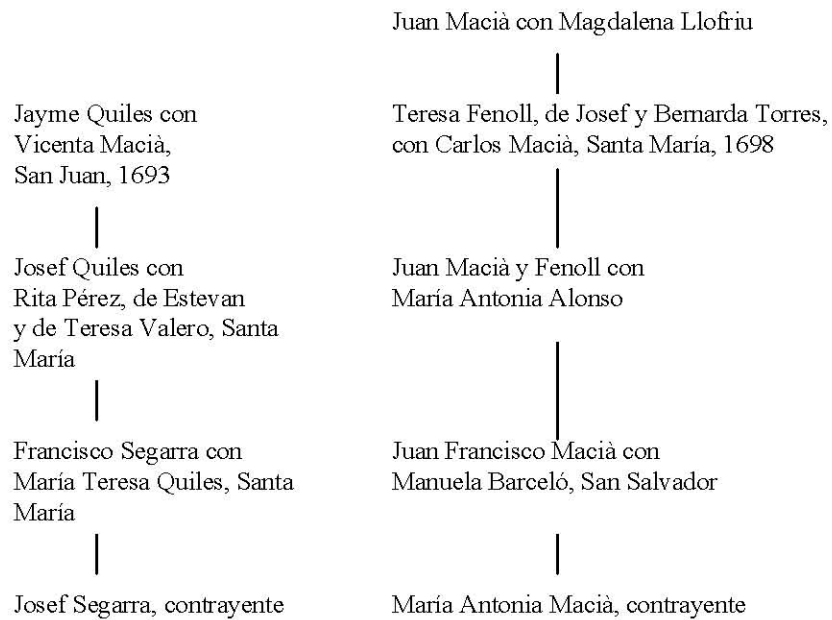 Juan Macià con Magdalena Llofriu
Jayme Quiles con
Vicenta Macià,
San Juan, 1693
Teresa Fenoll, de Josef y Bernarda Torres,
con Carlos Macià, Santa María, 1698
Josef Quiles con
Rita Pérez, de Estevan
y de Teresa Valero, Santa
María
Juan Macià y Fenoll con
María Antonia Alonso
Francisco Segarra con
María Teresa Quiles, Santa
María
Juan Francisco Macià con
Manuela Barceló, San Salvador
Josef Segarra, contrayente
María Antonia Macià, contrayente